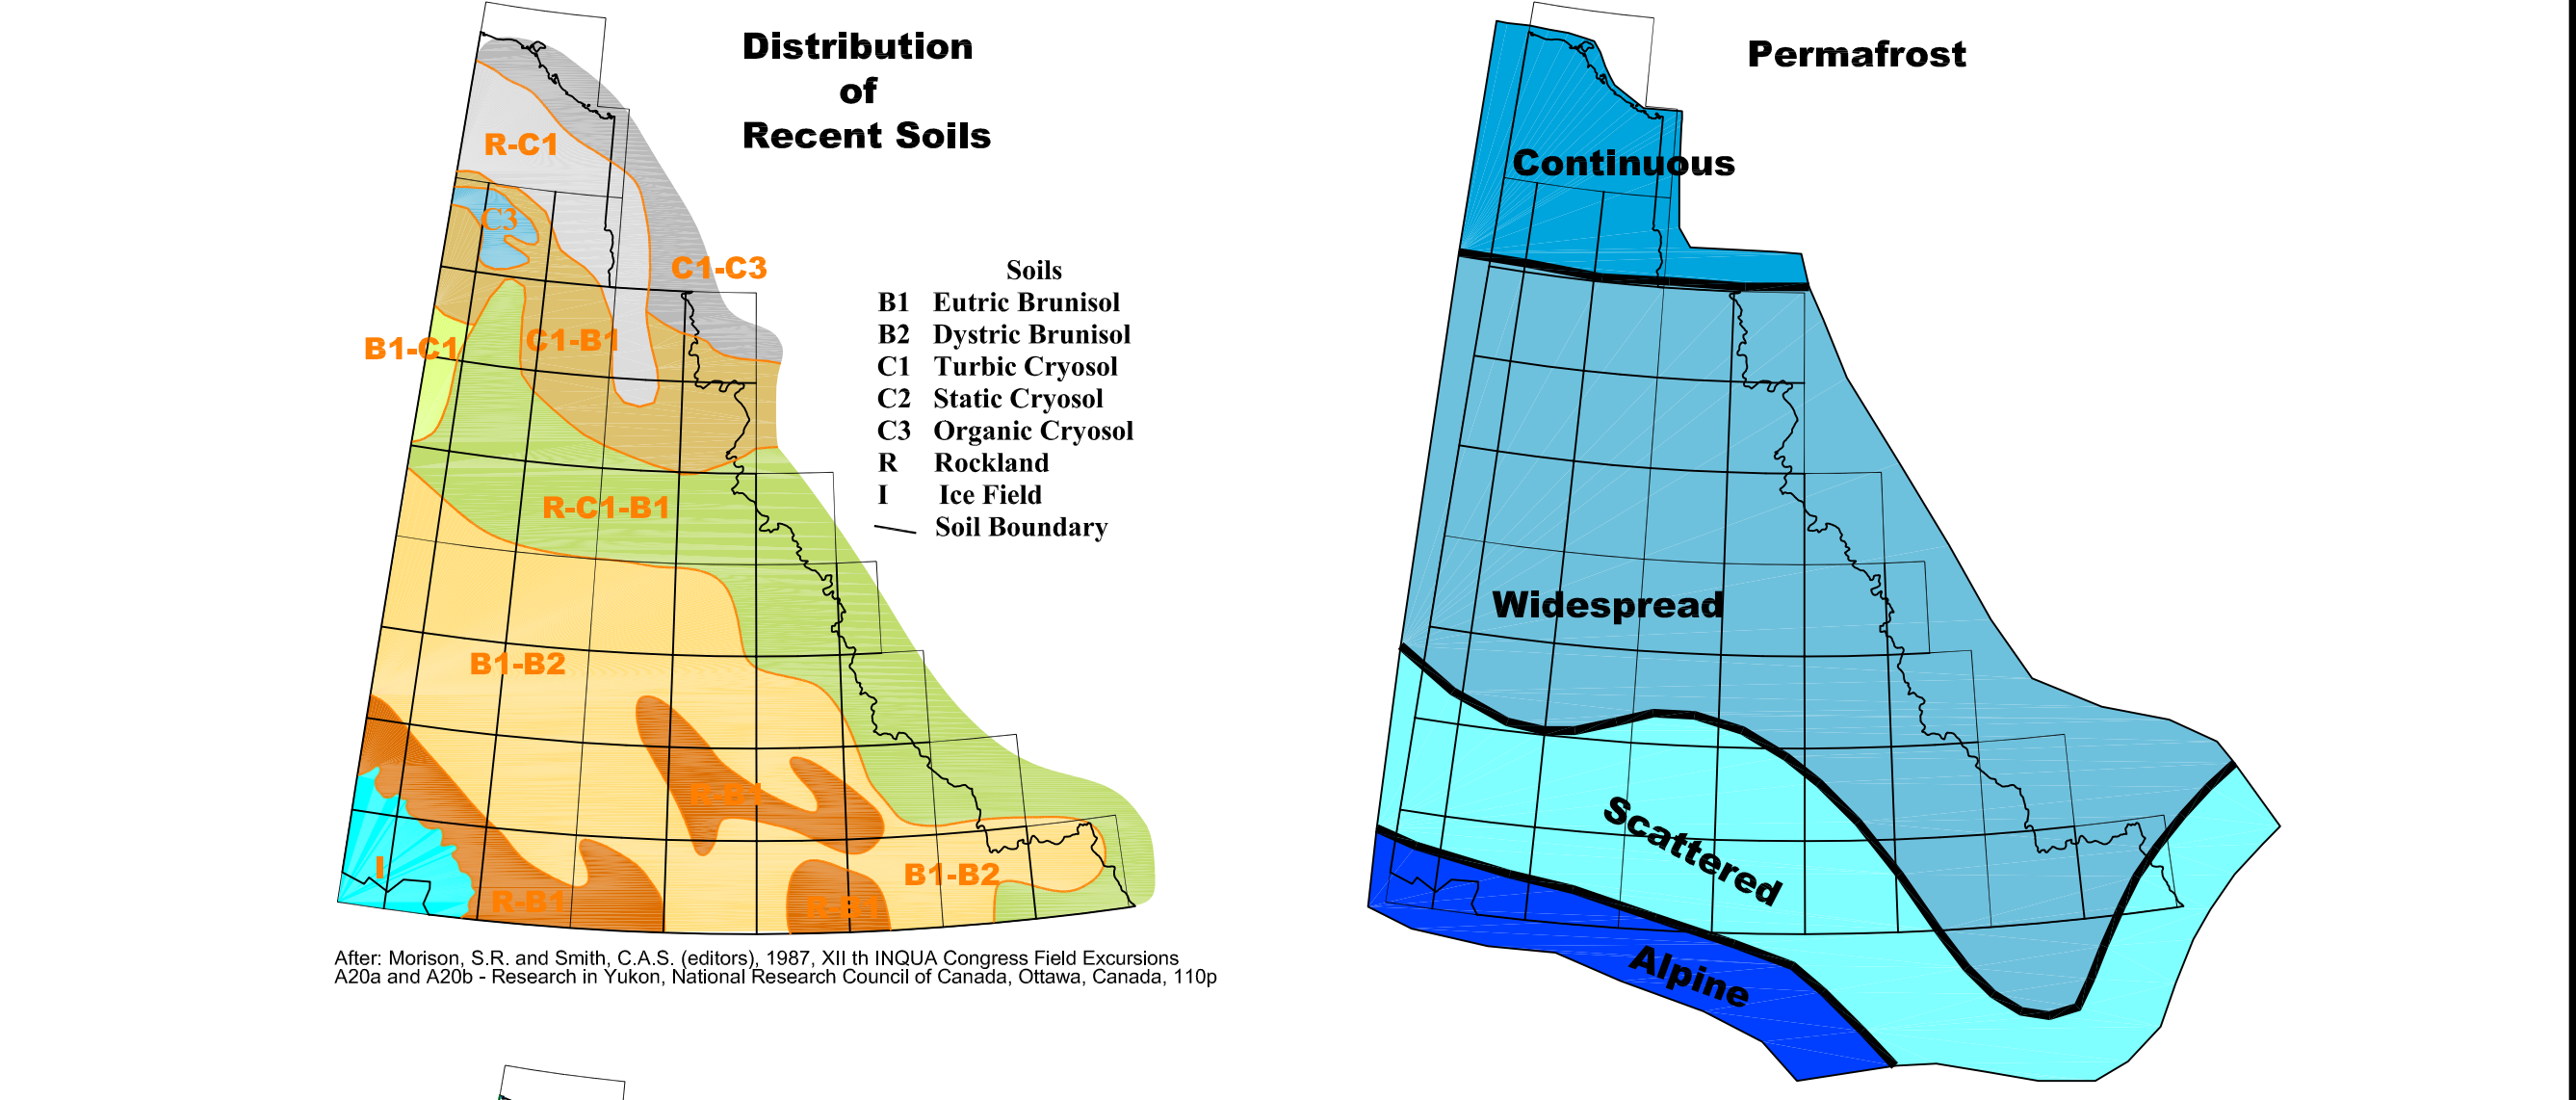 Distribution
of
Recent Soils
R-C1
C3
C1-C3
B1-C1
C1-B1
R-C1-B1
B1-B2
R-B1
B1-B2
I
R-B1
R-B1
Soils
B1 Eutric Brunisol
B2 Dystric Brunisol
C1 Turbic Cryosol
C2 Static Cryosol
C3 Organic Cryosol
R Rockland
I Ice Field
Soil Boundary
After: Morison, S.R. and Smith, C.A.S. (editors), 1987, XII th INQUA Congress Field Excursions
A20a and A20b - Research in Yukon, National Research Council of Canada, Ottawa, Canada, 110p
Permafrost
Continuous
Widespread
Scattered
Alpine